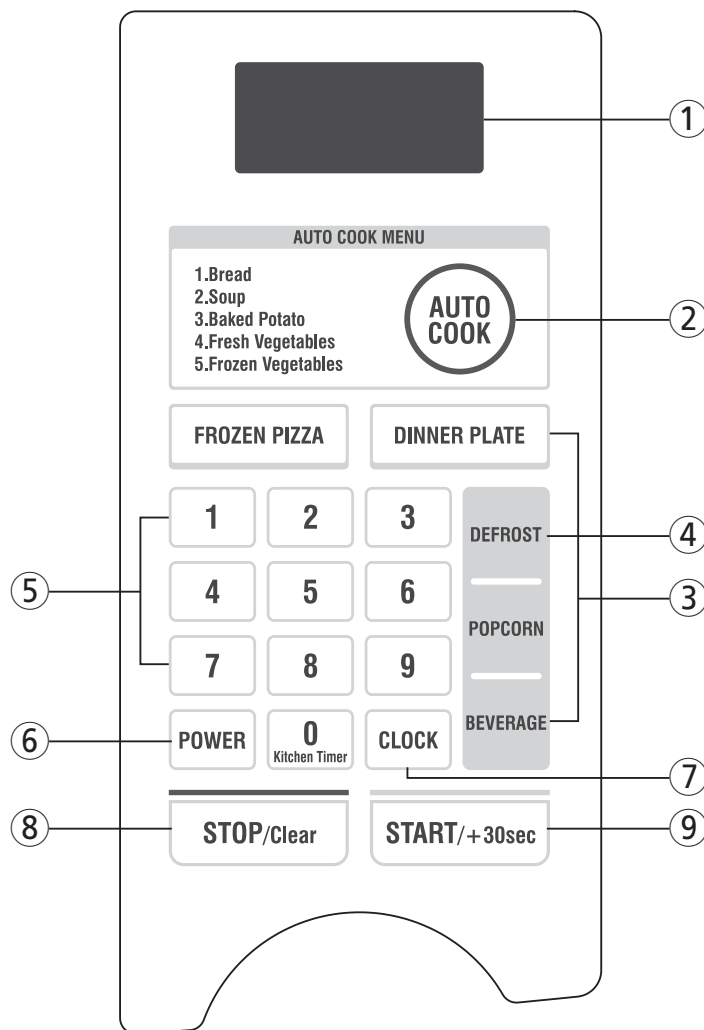 ①
AUTO COOK MENU
1.Bread
2.Soup
3.Baked Potato
4.Fresh Vegetables
5.Frozen Vegetables
AUTO
COOK
②
FROZEN PIZZA
DINNER PLATE
1 2 3
DEFROST
④
⑤
4 5 6
③
POPCORN
7 8 9
BEVERAGE
⑥
POWER
0
Kitchen Timer
CLOCK
⑦
⑧
STOP/Clear
START/+30sec
⑨